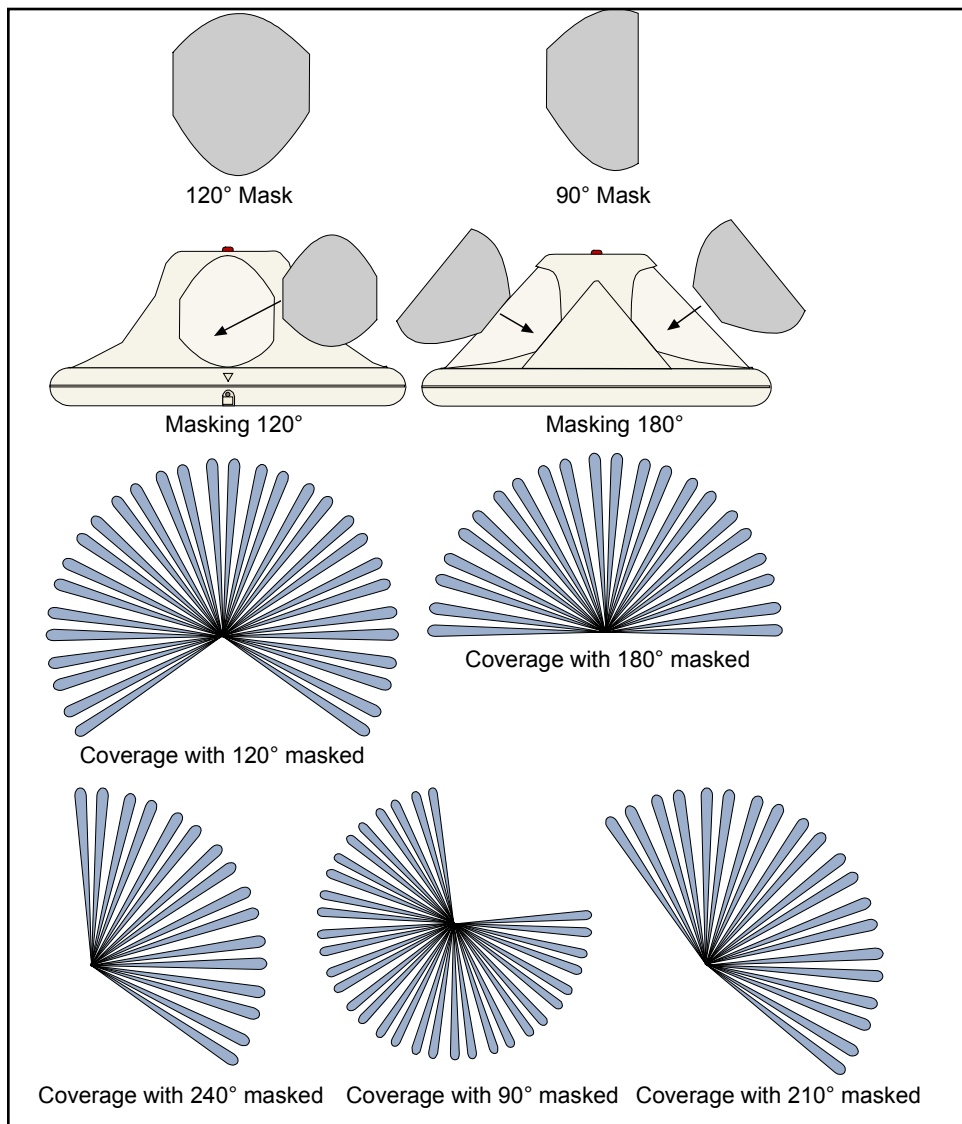 120° Mask
90° Mask
Masking 120°
Masking 180°
Coverage with 180° masked
Coverage with 120° masked
Coverage with 240° masked
Coverage with 90° masked
Coverage with 210° masked